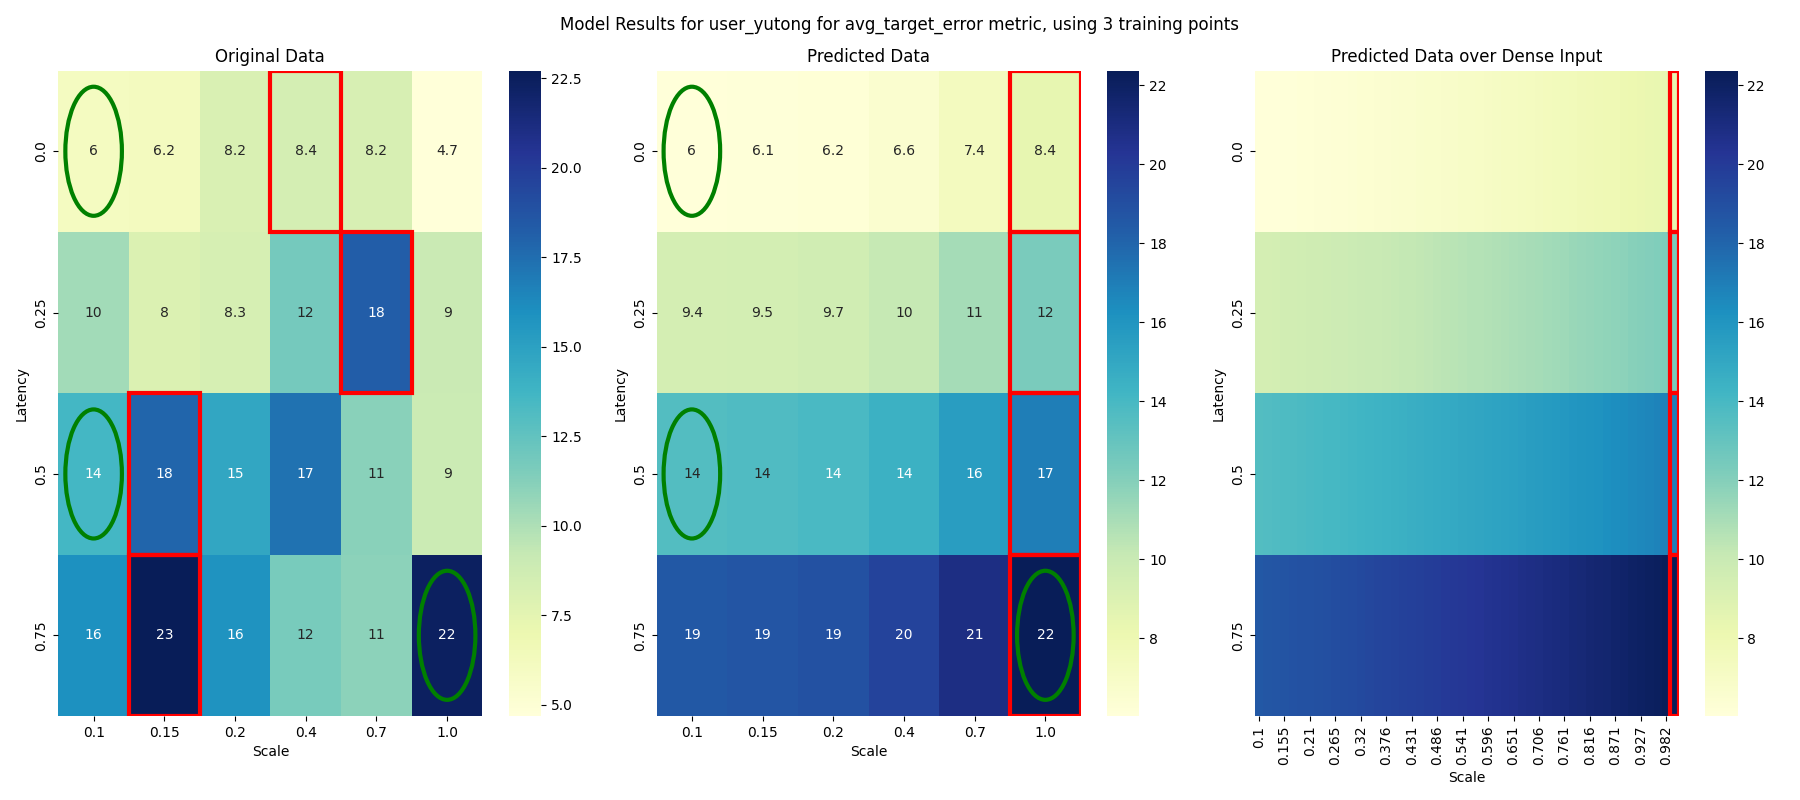 Model Results for user_yutong for avg_target_error metric, using 3 training points
Original Data
6 6.2 8.2 8.4 8.2 4.7
10 8 8.3 12 18 9
14 18 15 17 11 9
16 23 16 12 11 22
0.0
0.25
0.5
0.75
Latency
0.1 0.15 0.2 0.4 0.7 1.0
Scale
22.5
20.0
17.5
15.0
12.5
10.0
7.5
5.0
Predicted Data
6 6.1 6.2 6.6 7.4 8.4
9.4 9.5 9.7 10 11 12
14 14 14 14 16 17
19 19 19 20 21 22
0.0
0.25
0.5
0.75
Latency
0.1 0.15 0.2 0.4 0.7 1.0
Scale
22
20
18
16
14
12
10
8
Predicted Data over Dense Input
0.0
0.25
0.5
0.75
Latency
0.1 0.155 0.21 0.265 0.32 0.376 0.431 0.486 0.541 0.596 0.651 0.706 0.761 0.816 0.871 0.927 0.982
Scale
22
20
18
16
14
12
10
8